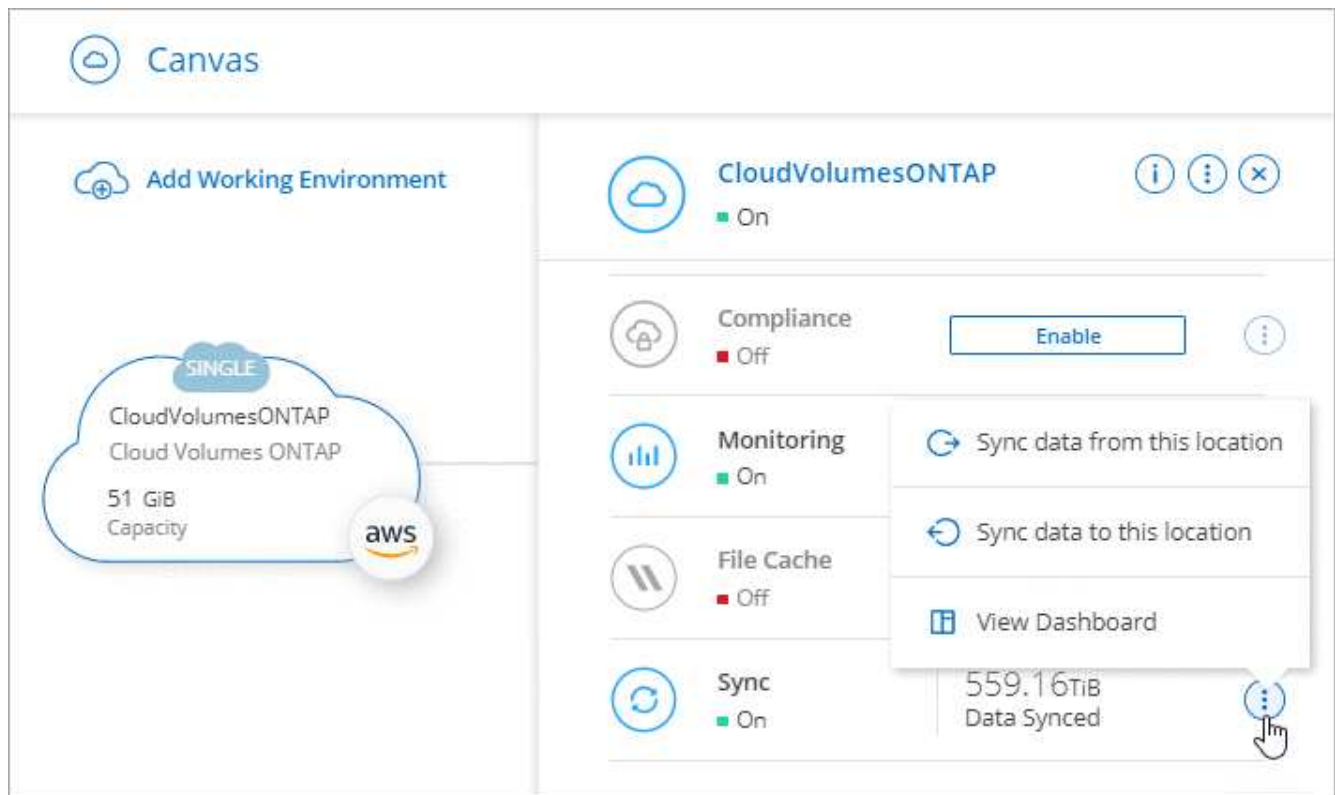 Canvas
Add Working Environment
SINGLE
CloudVolumesONTAP
Cloud Volumes ONTAP
51 GiB
Capacity
aws
CloudVolumesONTAP
On
Compliance
Off
Enable
Monitoring
On
File Cache
Off
Sync
On
559.16TiB
Data Synced
Sync data from this location
Sync data to this location
View Dashboard